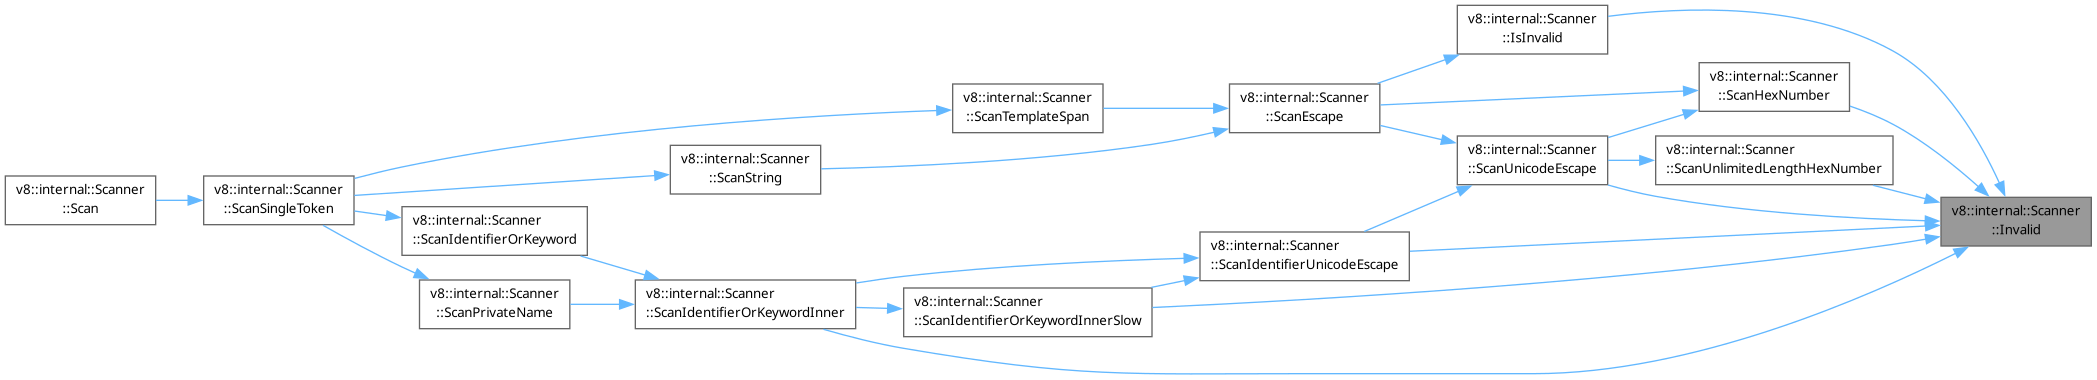 v8::internal::Scanner
::IsInvalid
v8::internal::Scanner
::ScanHexNumber
v8::internal::Scanner
::ScanTemplateSpan
v8::internal::Scanner
::ScanEscape
v8::internal::Scanner
::ScanUnicodeEscape
v8::internal::Scanner
::ScanUnlimitedLengthHexNumber
v8::internal::Scanner
::ScanString
v8::internal::Scanner
::Scan
v8::internal::Scanner
::ScanSingleToken
v8::internal::Scanner
::Invalid
v8::internal::Scanner
::ScanIdentifierOrKeyword
v8::internal::Scanner
::ScanIdentifierUnicodeEscape
v8::internal::Scanner
::ScanPrivateName
v8::internal::Scanner
::ScanIdentifierOrKeywordInner
v8::internal::Scanner
::ScanIdentifierOrKeywordInnerSlow